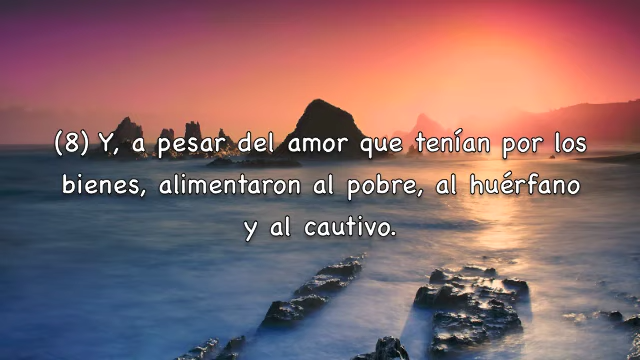 (8) Y, a pesar del amor que tenían por los
bienes, alimentaron al pobre, al huérfano
y al cautivo.